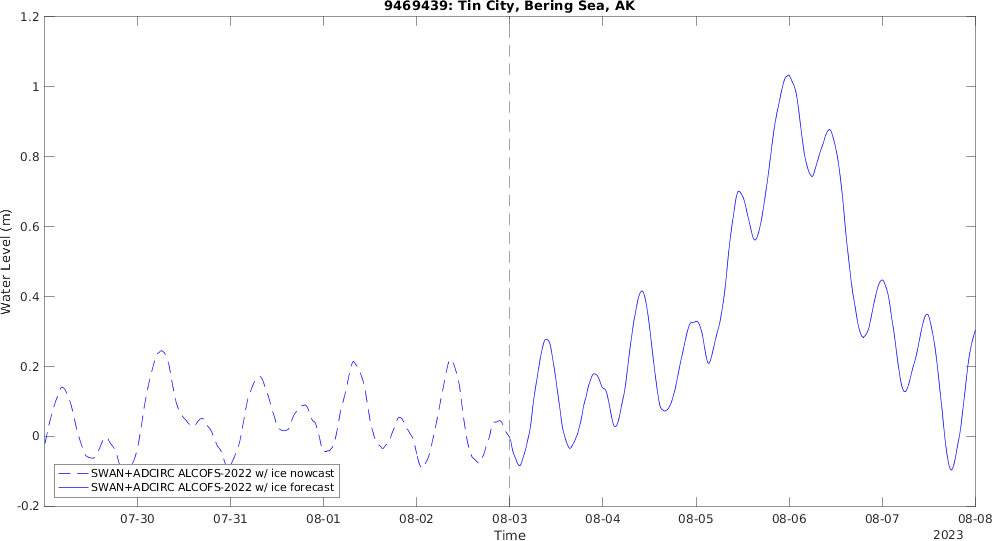 9469439: Tin City, Bering Sea, AK
1.2
1
0.8
0.6
0.4
0.2
0
-0.2
Water Level (m)
SWAN+ADCIRC ALCOFS-2022 w/ ice nowcast
SWAN+ADCIRC ALCOFS-2022 w/ ice forecast
07-30 07-31 08-01 08-02 08-03 08-04 08-05 08-06 08-07 08-08
Time
2023